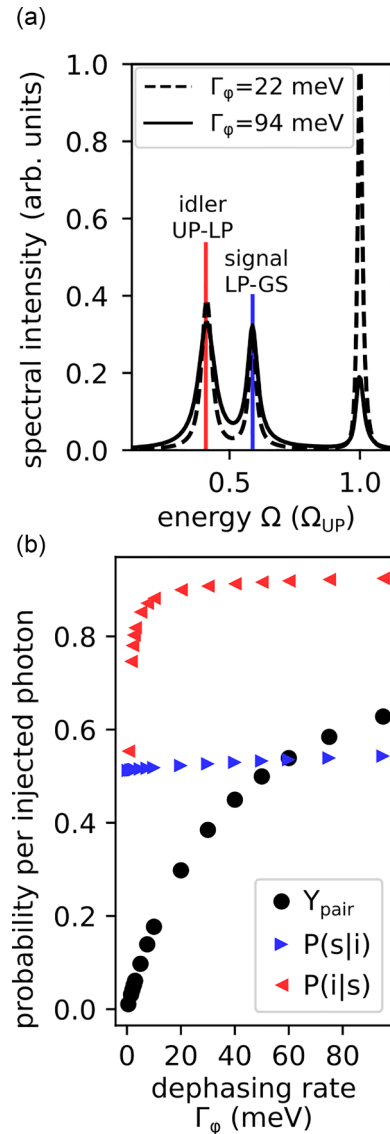 (a)
1.0
0.8
0.6
0.4
0.2
0.0
spectral intensity (arb. units)
Γφ=22 meV
Γφ=94 meV
idler
UP-LP
signal
LP-GS
0.5
1.0
energy Ω (Ω_UP)
(b)
0.8
0.6
0.4
0.2
0.0
probability per injected photon
Y_pair
P(s|i)
P(i|s)
0
20
40
60
80
dephasing rate
Γφ (meV)